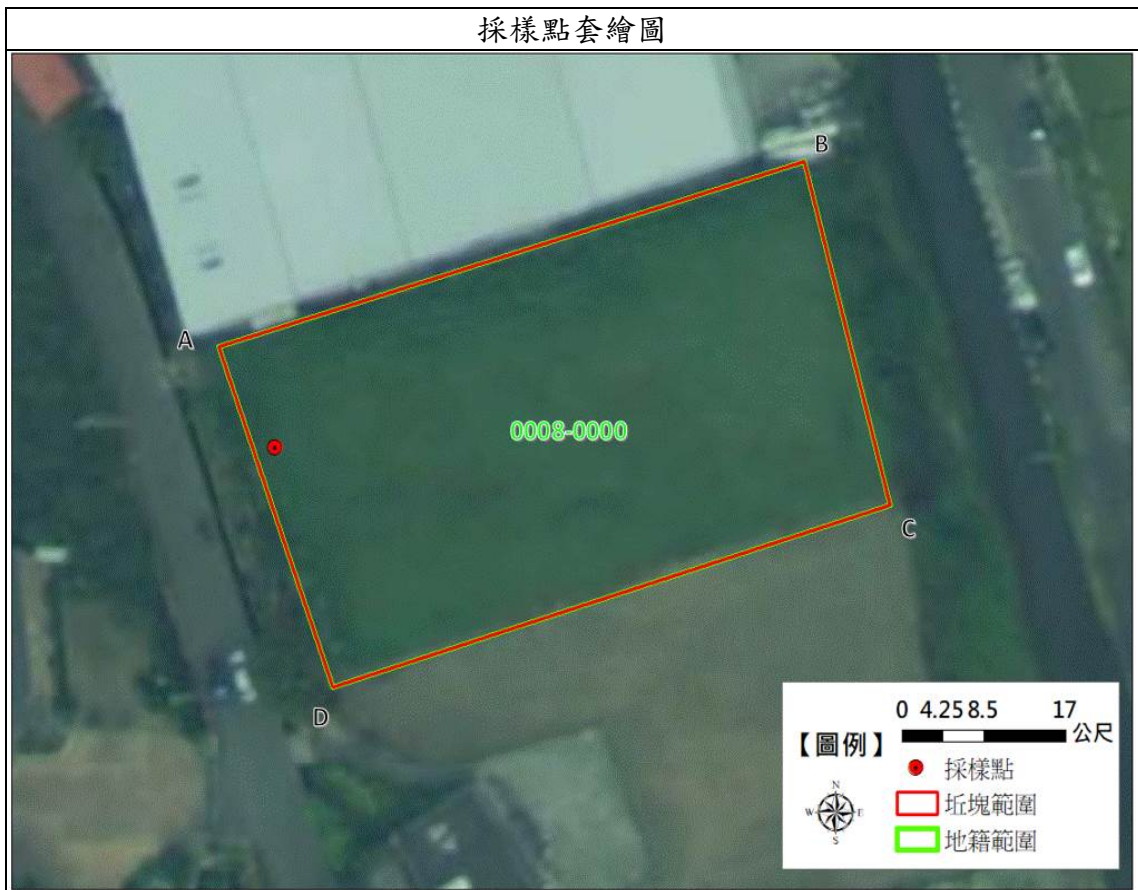 採樣點套繪圖
B
A
0008-0000
C
D
0 4.25 8.5 17
公尺
【圖例】
採樣點
坵塊範圍
地籍範圍
N
W E
S